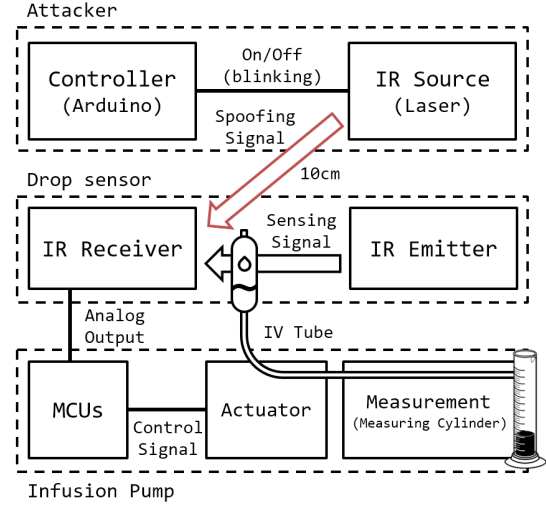 Attacker
Controller
(Arduino)
On/Off
(blinking)
IR Source
(Laser)
Spoofing
Signal
10cm
Drop sensor
IR Receiver
Sensing
Signal
IR Emitter
Analog
Output
IV Tube
MCUs
Control
Signal
Actuator
Measurement
(Measuring Cylinder)
Infusion Pump